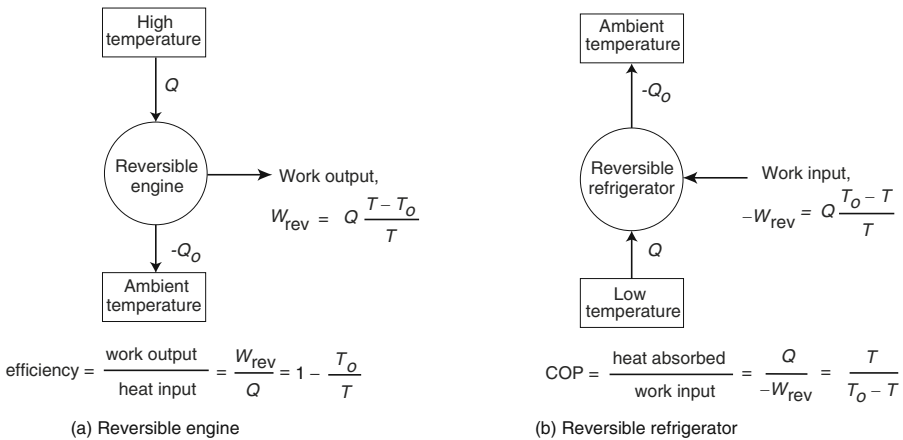 High
temperature
Q
Reversible
engine
Work output,
W_rev = Q (T – T_o) / T
-Q_o
Ambient
temperature
efficiency = work output / heat input = W_rev / Q = 1 – T_o / T
(a) Reversible engine
Ambient
temperature
-Q_o
Reversible
refrigerator
Work input,
–W_rev = Q (T_o – T) / T
Q
Low
temperature
COP = heat absorbed / work input = Q / –W_rev = T / (T_o – T)
(b) Reversible refrigerator